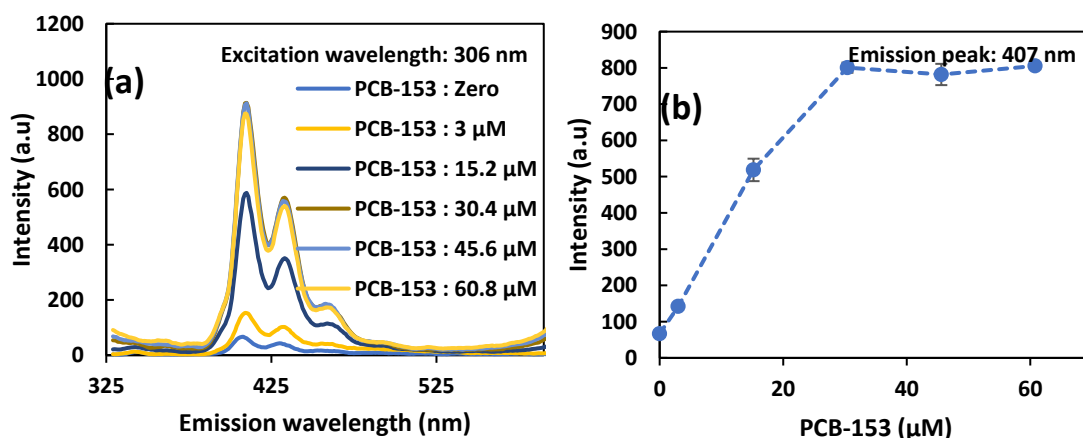 1200
1000
800
600
400
200
0
325
425
525
Intensity (a.u)
Emission wavelength (nm)
(a)
Excitation wavelength: 306 nm
PCB-153 : Zero
PCB-153 : 3 µM
PCB-153 : 15.2 µM
PCB-153 : 30.4 µM
PCB-153 : 45.6 µM
PCB-153 : 60.8 µM
900
800
700
600
500
400
300
200
100
0
0
20
40
60
Intensity (a.u)
PCB-153 (µM)
(b)
Emission peak: 407 nm